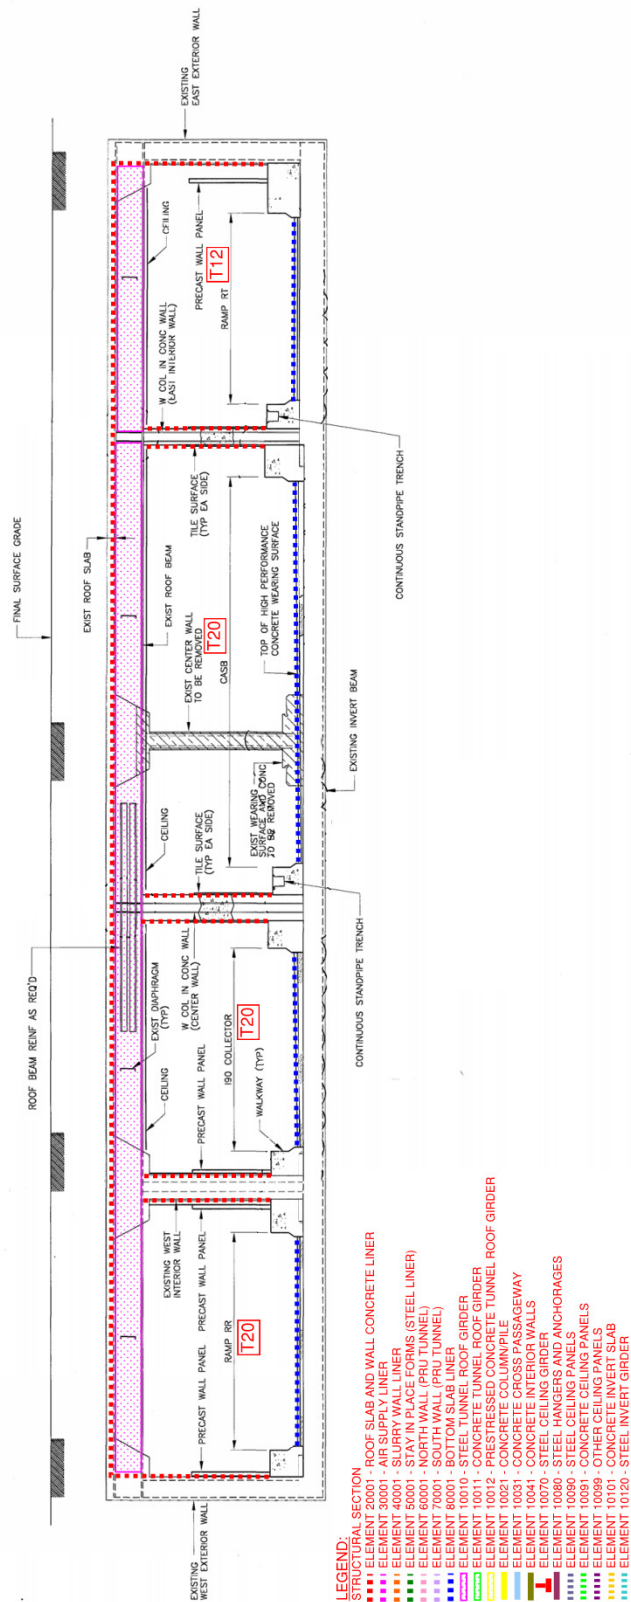 FINAL SURFACE GRADE
EXISTING
EAST EXTERIOR WALL
EXIST ROOF SLAB
CEILING
W COL IN CONC WALL
(EAST INTERIOR WALL)
PRECAST WALL PANEL
T12
RAMP RT
TILE SURFACE
(TYP EA SIDE)
CONTINUOUS STANDPIPE TRENCH
EXIST ROOF BEAM
EXIST CENTER WALL
TO BE REMOVED
T20
CASB
TOP OF HIGH PERFORMANCE
CONCRETE WEARING SURFACE
EXISTING INVERT BEAM
EXIST WEARING
SURFACE AND CONC
TO BE REMOVED
CEILING
TILE SURFACE
(TYP EA SIDE)
CONTINUOUS STANDPIPE TRENCH
ROOF BEAM REINF AS REQ'D
EXIST DIAPHRAGM
(TYP)
W COL IN CONC WALL
(CENTER WALL)
CEILING
PRECAST WALL PANEL
I90 COLLECTOR
T20
WALKWAY (TYP)
EXISTING WEST
INTERIOR WALL
PRECAST WALL PANEL
PRECAST WALL PANEL
RAMP RR
T20
EXISTING
WEST EXTERIOR WALL
LEGEND:
STRUCTURAL SECTION
ELEMENT 20001 - ROOF SLAB AND WALL CONCRETE LINER
ELEMENT 30001 - AIR SUPPLY LINER
ELEMENT 40001 - SLURRY WALL LINER
ELEMENT 50001 - STAY IN PLACE FORMS (STEEL LINER)
ELEMENT 60001 - NORTH WALL (PRU TUNNEL)
ELEMENT 70001 - SOUTH WALL (PRU TUNNEL)
ELEMENT 80001 - BOTTOM SLAB LINER
ELEMENT 10010 - STEEL TUNNEL ROOF GIRDER
ELEMENT 10011 - CONCRETE TUNNEL ROOF GIRDER
ELEMENT 10012 - PRESTRESSED CONCRETE TUNNEL ROOF GIRDER
ELEMENT 10021 - CONCRETE COLUMN/PILE
ELEMENT 10031 - CONCRETE CROSS PASSAGEWAY
ELEMENT 10041 - CONCRETE INTERIOR WALLS
ELEMENT 10070 - STEEL CEILING GIRDER
ELEMENT 10080 - STEEL HANGERS AND ANCHORAGES
ELEMENT 10090 - STEEL CEILING PANELS
ELEMENT 10091 - CONCRETE CEILING PANELS
ELEMENT 10099 - OTHER CEILING PANELS
ELEMENT 10101 - CONCRETE INVERT SLAB
ELEMENT 10120 - STEEL INVERT GIRDER